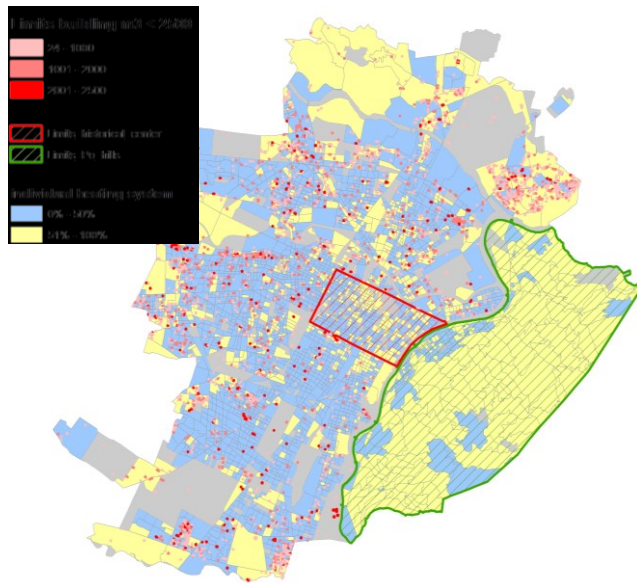 Limits building m3 < 2500
24 - 1000
1001 - 2000
2001 - 2500
Limits historical center
Limits Po hills
Individual heating system
0% - 50%
51% - 100%